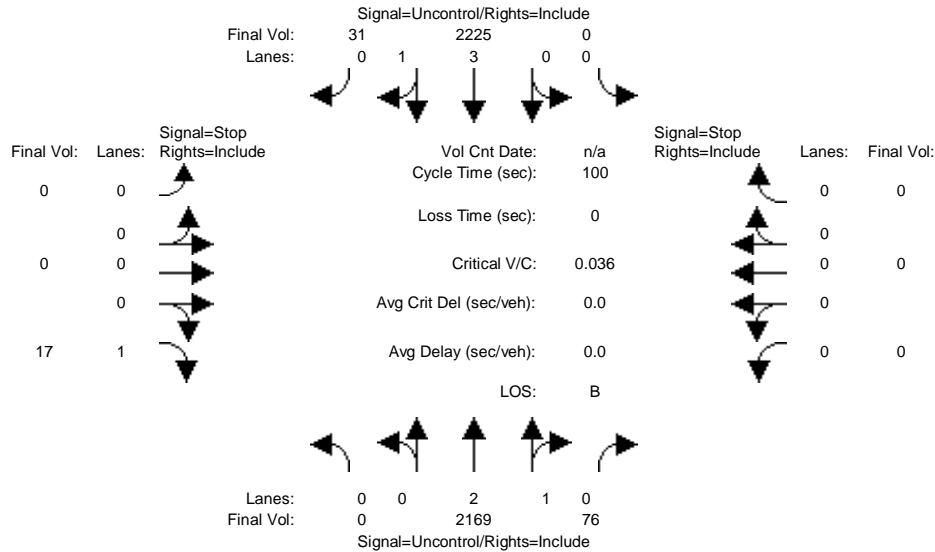 Signal=Uncontrol/Rights=Include
Final Vol: 31 2225 0
Lanes: 0 1 3 0 0
Signal=Stop Signal=Stop
Final Vol: Lanes: Rights=Include Vol Cnt Date: n/a Rights=Include Lanes: Final Vol:
Cycle Time (sec): 100
0 0 0 0
Loss Time (sec): 0
0 0
0 0 Critical V/C: 0.036 0 0
0 Avg Crit Del (sec/veh): 0.0 0
17 1 Avg Delay (sec/veh): 0.0 0 0
LOS: B
Lanes: 0 0 2 1 0
Final Vol: 0 2169 76
Signal=Uncontrol/Rights=Include